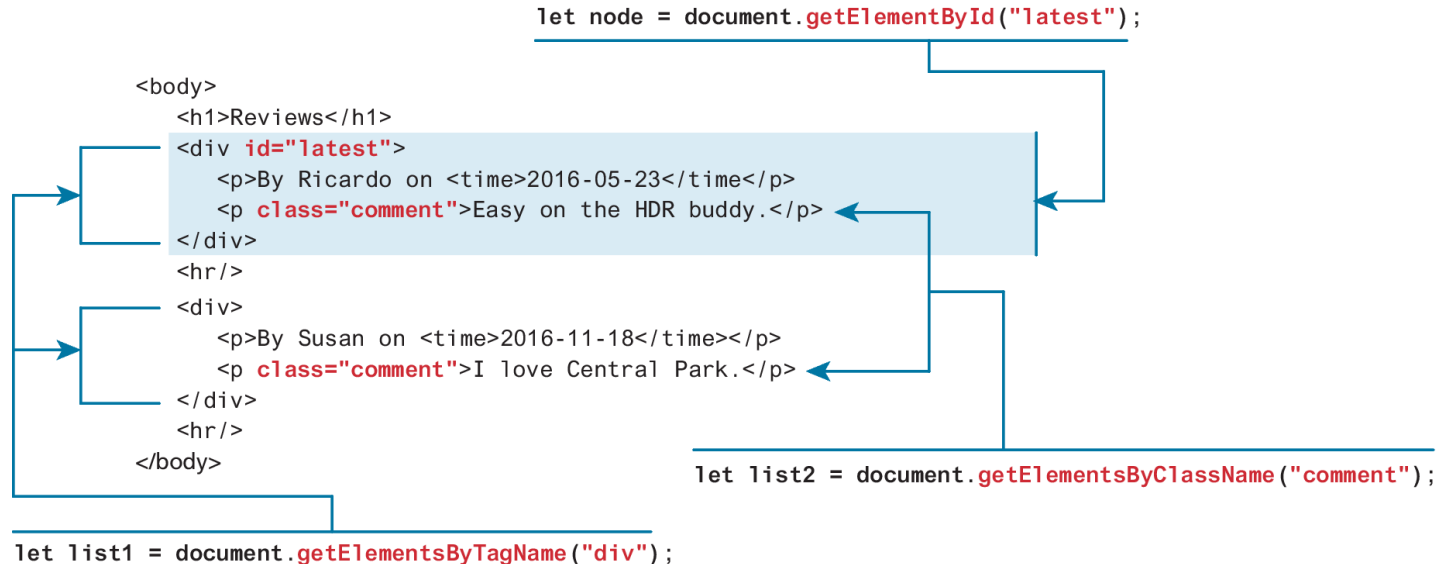 let node = document.getElementById("latest");
<body>
<h1>Reviews</h1>
<div id="latest">
<p>By Ricardo on <time>2016-05-23</time</p>
<p class="comment">Easy on the HDR buddy.</p>
</div>
<hr/>
<div>
<p>By Susan on <time>2016-11-18</time></p>
<p class="comment">I love Central Park.</p>
</div>
<hr/>
</body>
let list2 = document.getElementsByClassName("comment");
let list1 = document.getElementsByTagName("div");